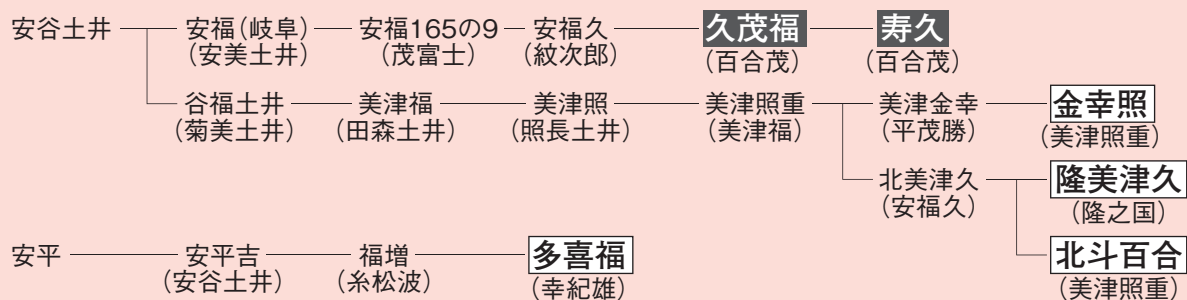 安谷土井 安福(岐阜) 安福165の9 安福久 久茂福 寿久
(安美土井) (茂富士) (紋次郎) (百合茂) (百合茂)
谷福土井 美津福 美津照 美津照重 美津金幸 金幸照
(菊美土井) (田森土井) (照長土井) (美津福) (平茂勝) (美津照重)
北美津久 隆美津久
(安福久) (隆之国)
安平 安平吉 福増 多喜福 北斗百合
(安谷土井) (糸松波) (幸紀雄) (美津照重)